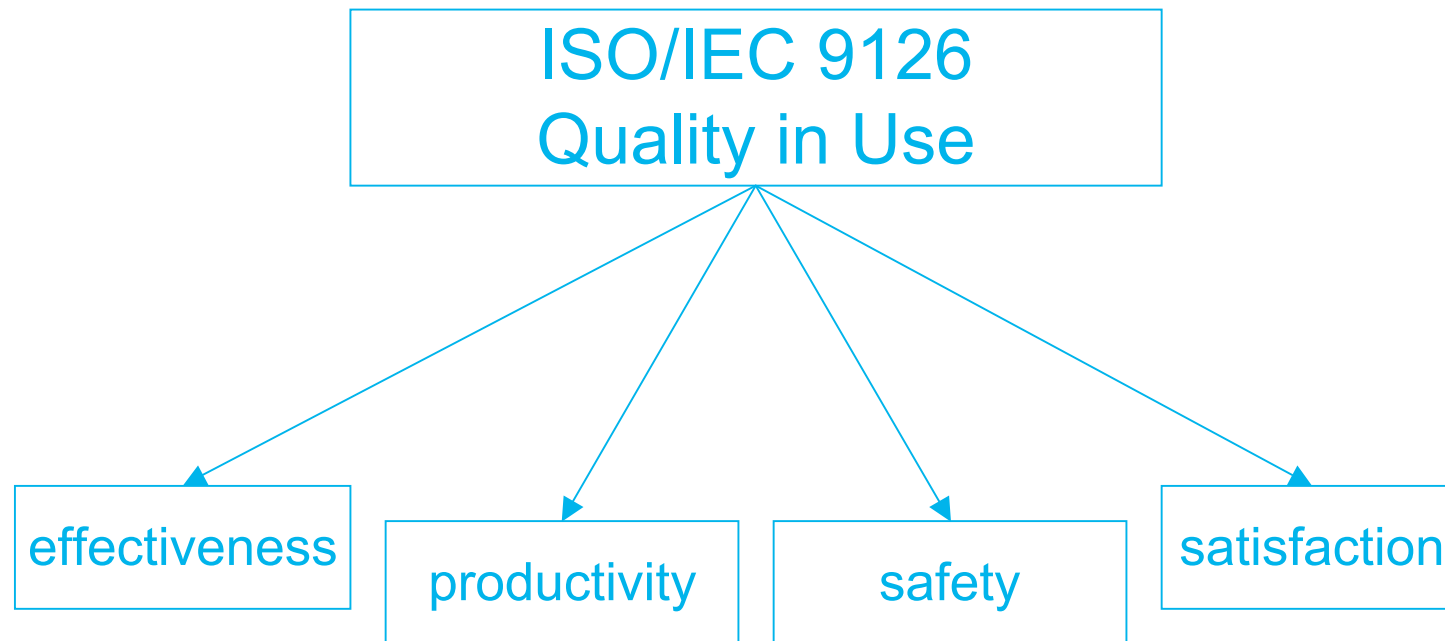 ISO/IEC 9126
Quality in Use
effectiveness
productivity
safety
satisfaction